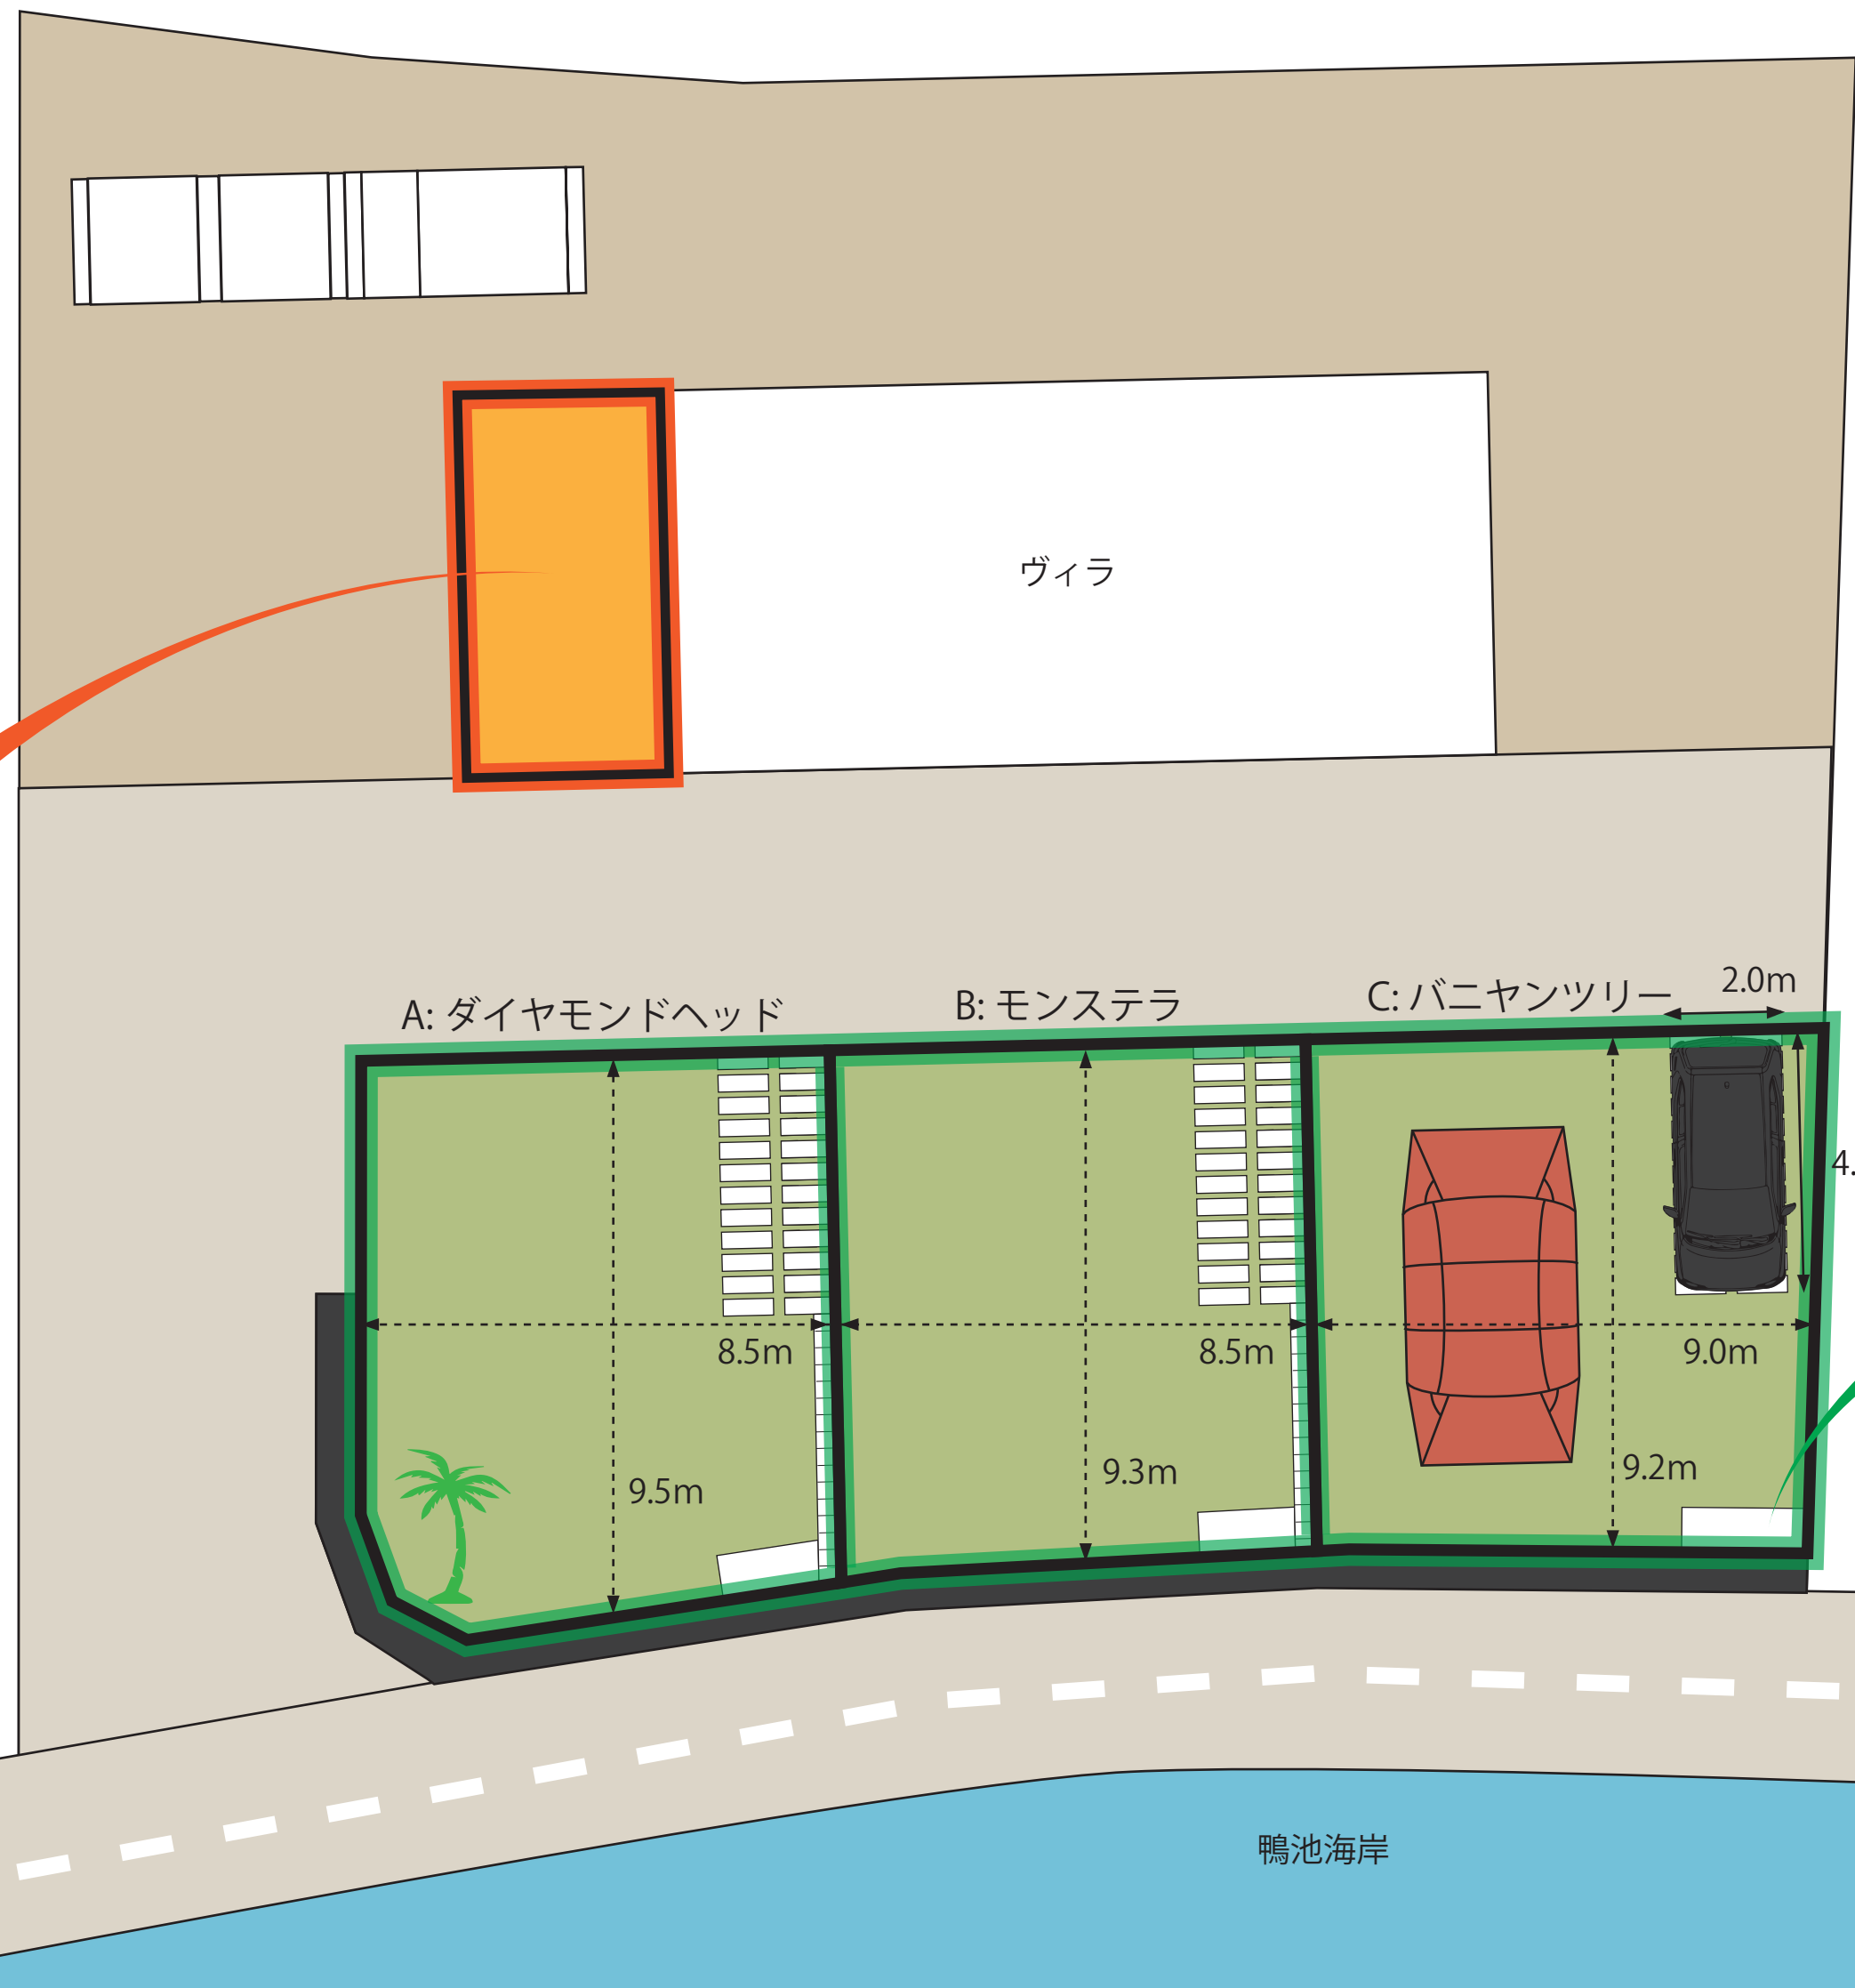 ヴィラ
A: ダイヤモンドヘッド
B: モンステラ
C: バニヤンツリー
2.0m
4.
8.5m
8.5m
9.0m
9.5m
9.3m
9.2m
鴨池海岸